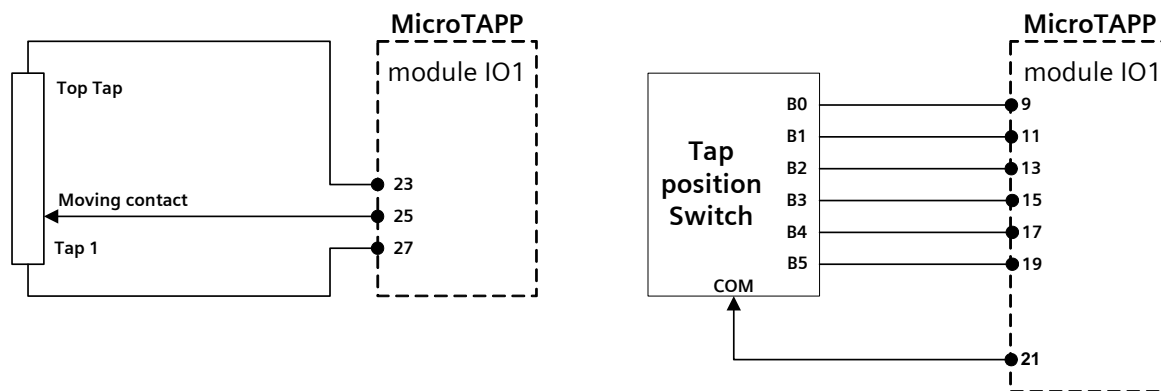 MicroTAPP
module IO1
Top Tap
23
Moving contact
25
Tap 1
27
MicroTAPP
module IO1
B0
9
B1
11
Tap
position
Switch
B2
13
B3
15
B4
17
B5
19
COM
21